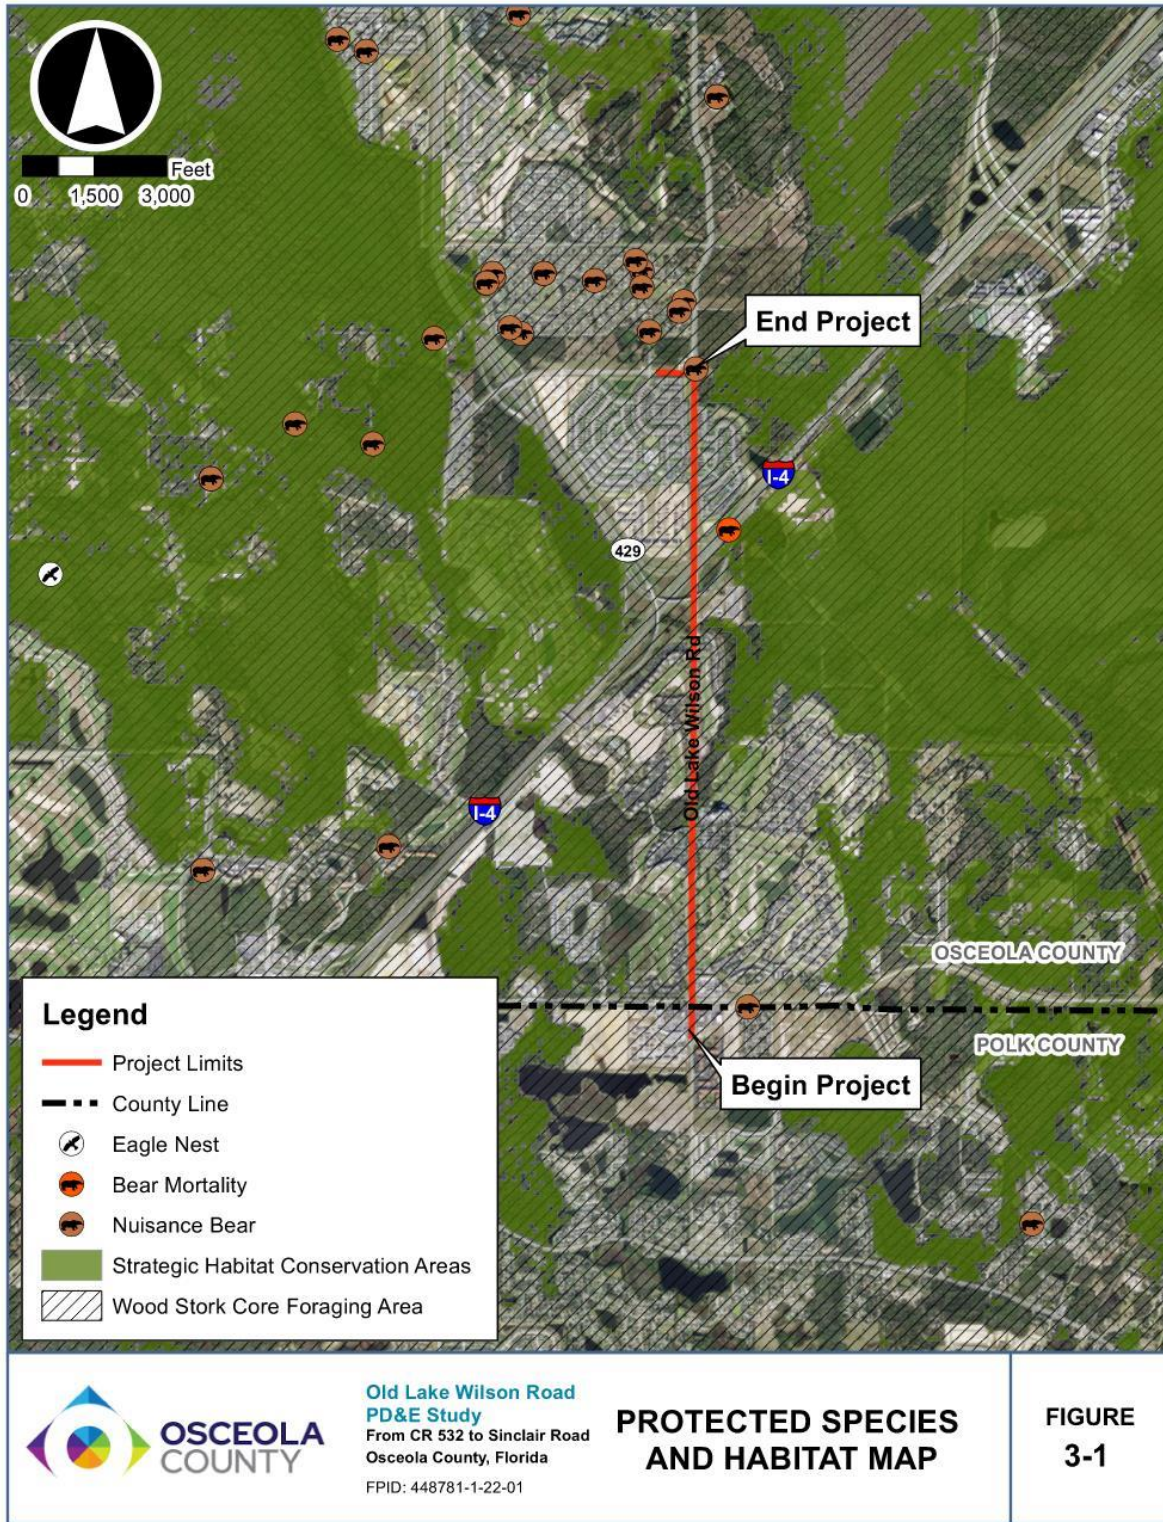 Feet
0 1,500 3,000
End Project
I-4
429
Old Lake Wilson Rd
I-4
OSCEOLA COUNTY
POLK COUNTY
Begin Project
Legend
Project Limits
County Line
Eagle Nest
Bear Mortality
Nuisance Bear
Strategic Habitat Conservation Areas
Wood Stork Core Foraging Area
OSCEOLA
COUNTY
Old Lake Wilson Road
PD&E Study
From CR 532 to Sinclair Road
Osceola County, Florida
FPID: 448781-1-22-01
PROTECTED SPECIES
AND HABITAT MAP
FIGURE
3-1